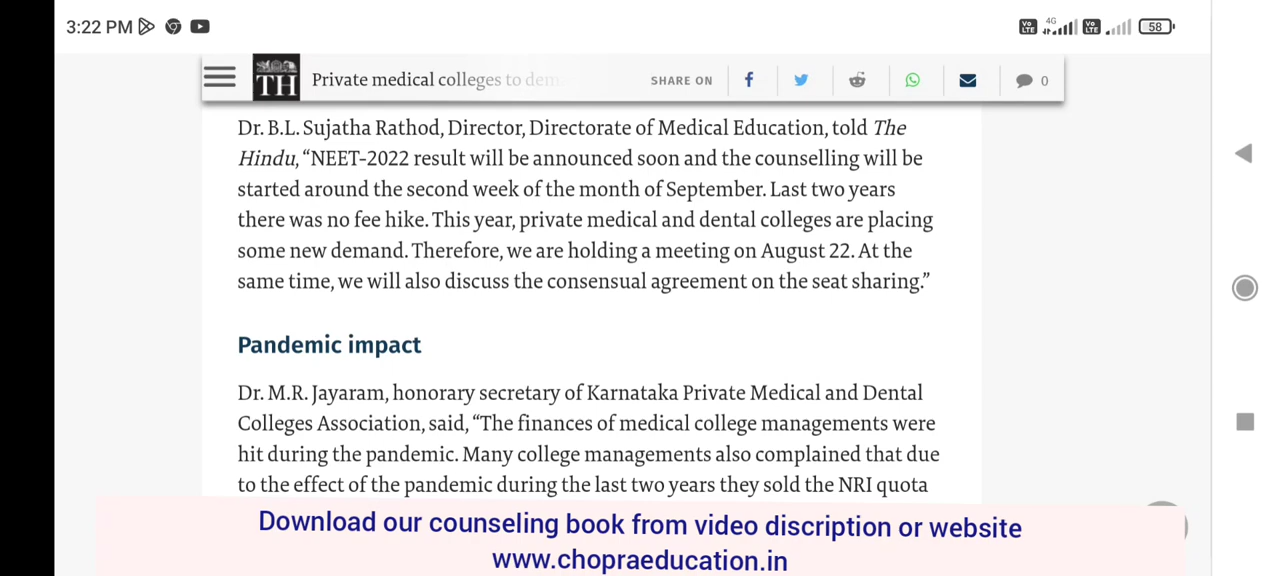 3:22 PM
Vo LTE 4G Vo LTE 58
TH Private medical colleges to dem SHARE ON 0
Dr. B.L. Sujatha Rathod, Director, Directorate of Medical Education, told The
Hindu, “NEET-2022 result will be announced soon and the counselling will be
started around the second week of the month of September. Last two years
there was no fee hike. This year, private medical and dental colleges are placing
some new demand. Therefore, we are holding a meeting on August 22. At the
same time, we will also discuss the consensual agreement on the seat sharing.”
Pandemic impact
Dr. M.R. Jayaram, honorary secretary of Karnataka Private Medical and Dental
Colleges Association, said, “The finances of medical college managements were
hit during the pandemic. Many college managements also complained that due
to the effect of the pandemic during the last two years they sold the NRI quota
Download our counseling book from video discription or website
www.chopraeducation.in